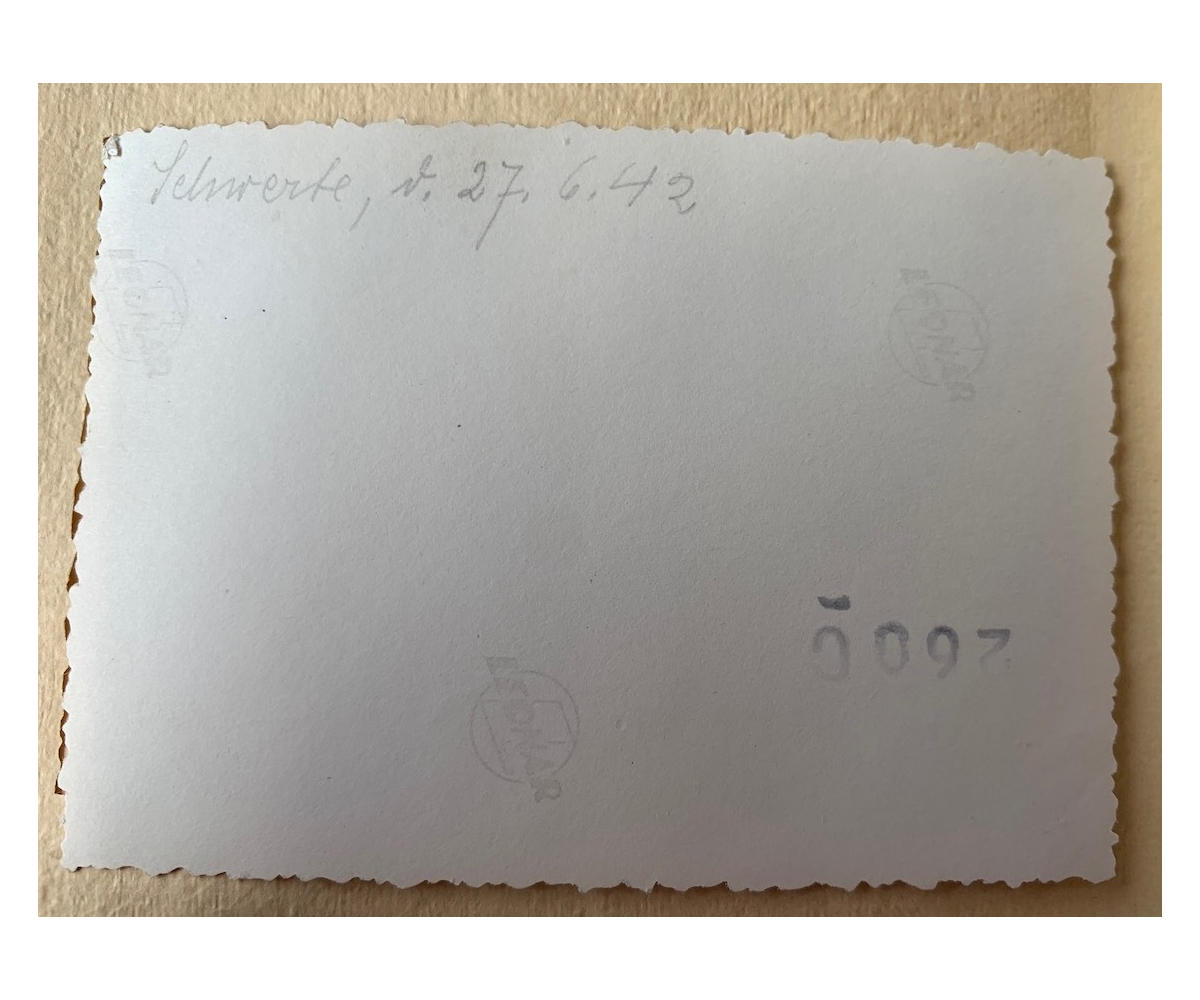 Schwerte, d. 27. 6. 42
LEONAR
LEONAR
LEONAR